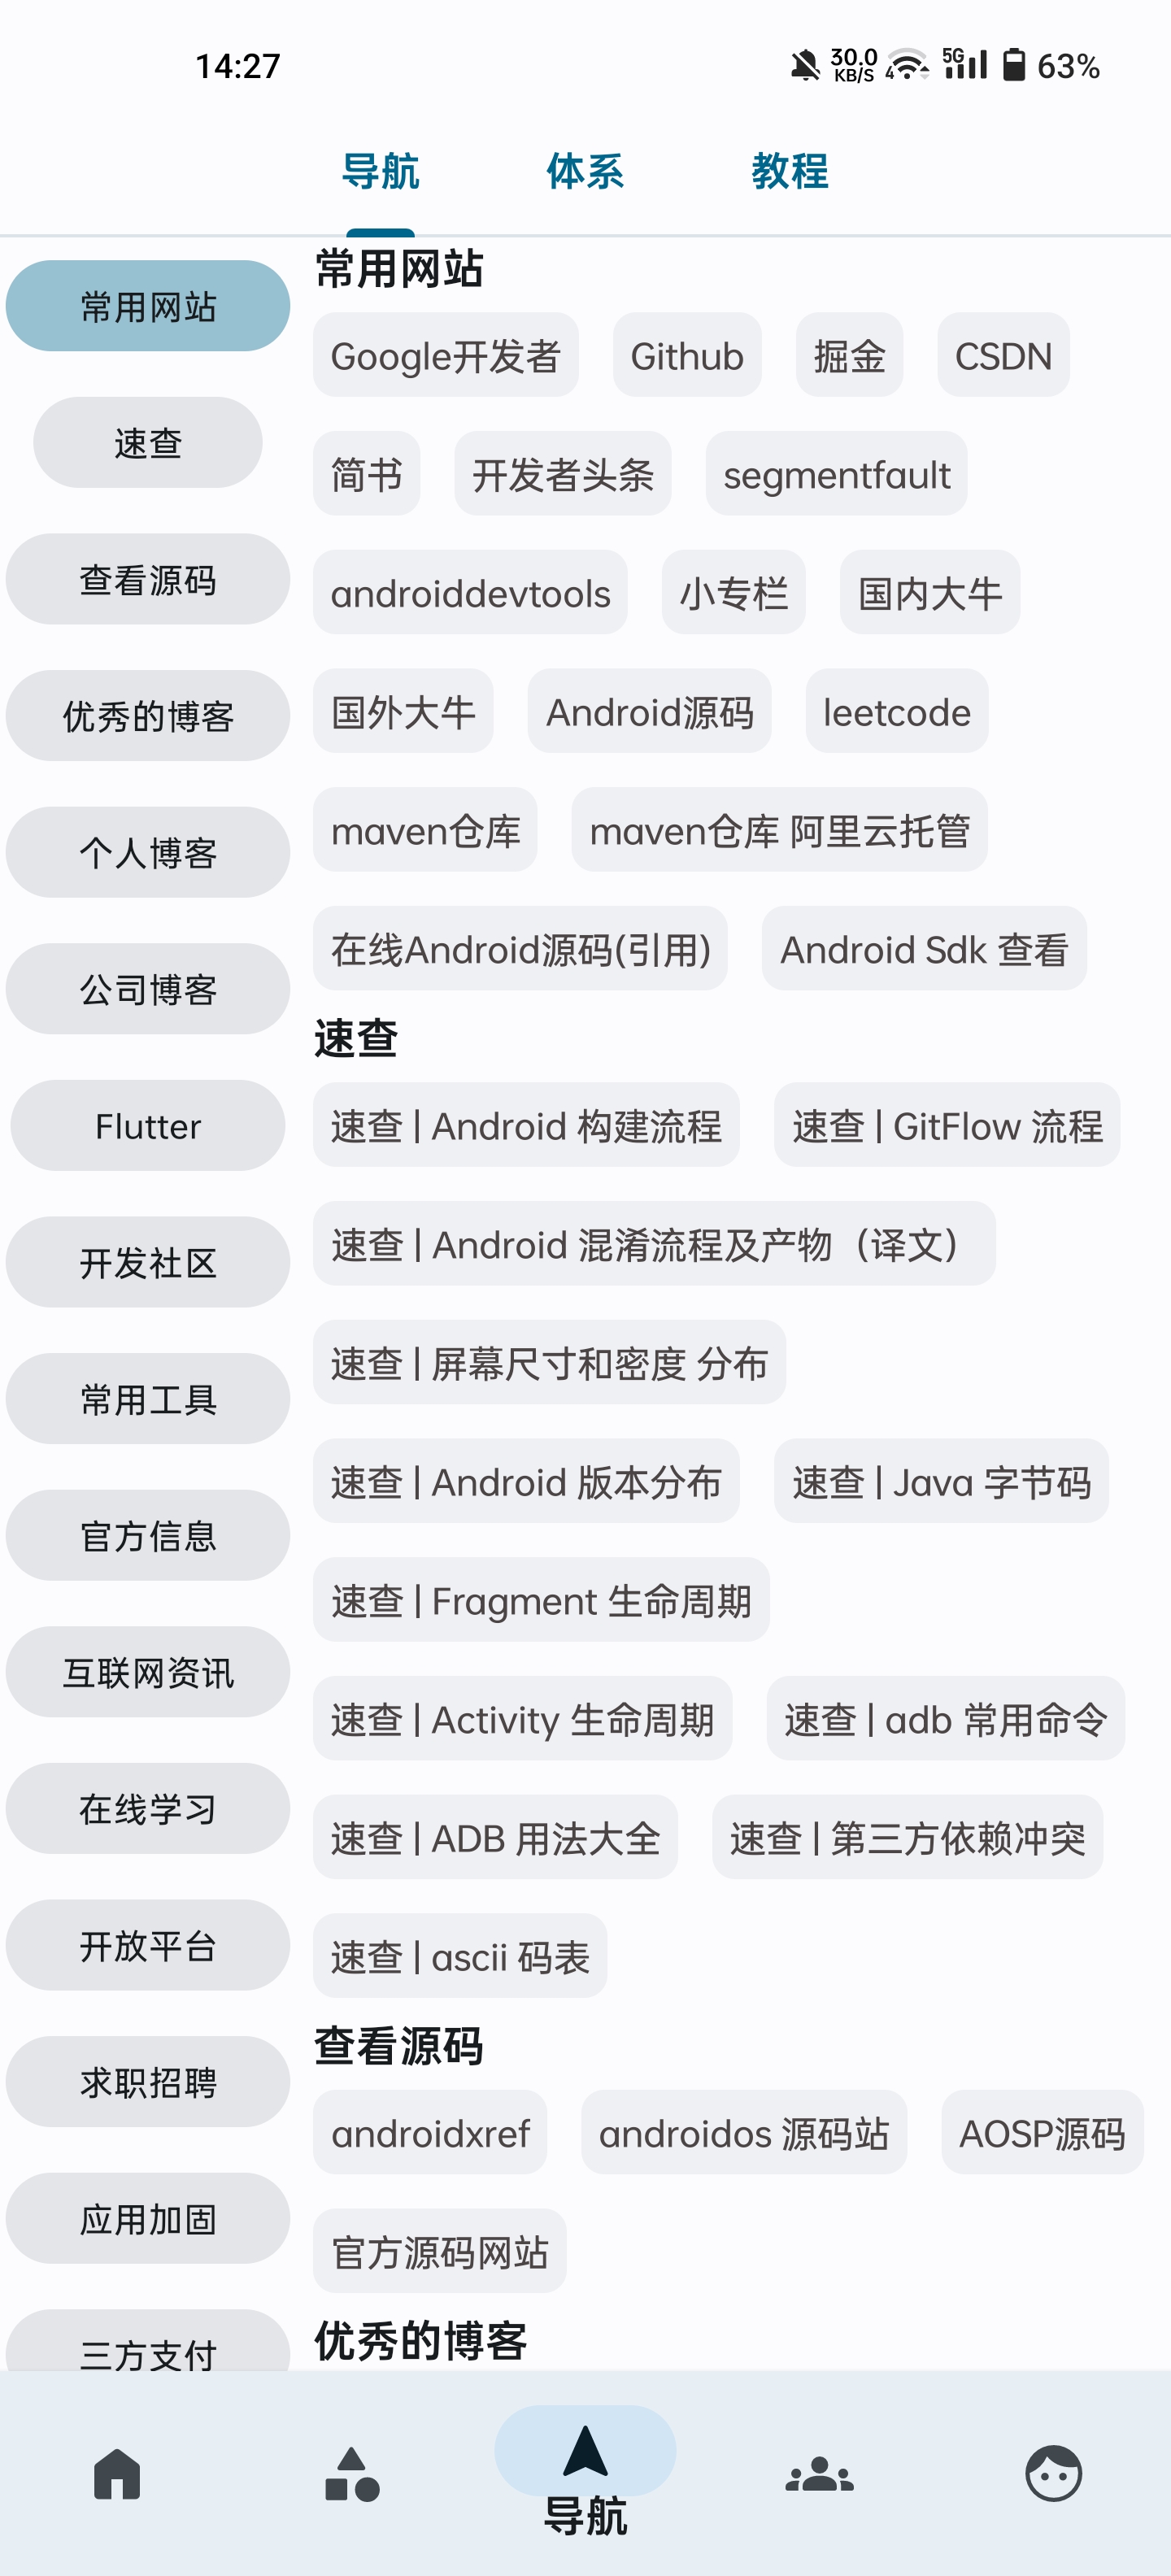 14:27
30.0
KB/S
4
5G
63%
导航
体系
教程
常用网站
速查
查看源码
优秀的博客
个人博客
公司博客
Flutter
开发社区
常用工具
官方信息
互联网资讯
在线学习
开放平台
求职招聘
应用加固
三方支付
常用网站
Google开发者
Github
掘金
CSDN
简书
开发者头条
segmentfault
androiddevtools
小专栏
国内大牛
国外大牛
Android源码
leetcode
maven仓库
maven仓库 阿里云托管
在线Android源码(引用)
Android Sdk 查看
速查
速查 | Android 构建流程
速查 | GitFlow 流程
速查 | Android 混淆流程及产物（译文）
速查 | 屏幕尺寸和密度 分布
速查 | Android 版本分布
速查 | Java 字节码
速查 | Fragment 生命周期
速查 | Activity 生命周期
速查 | adb 常用命令
速查 | ADB 用法大全
速查 | 第三方依赖冲突
速查 | ascii 码表
查看源码
androidxref
androidos 源码站
AOSP源码
官方源码网站
优秀的博客
导航